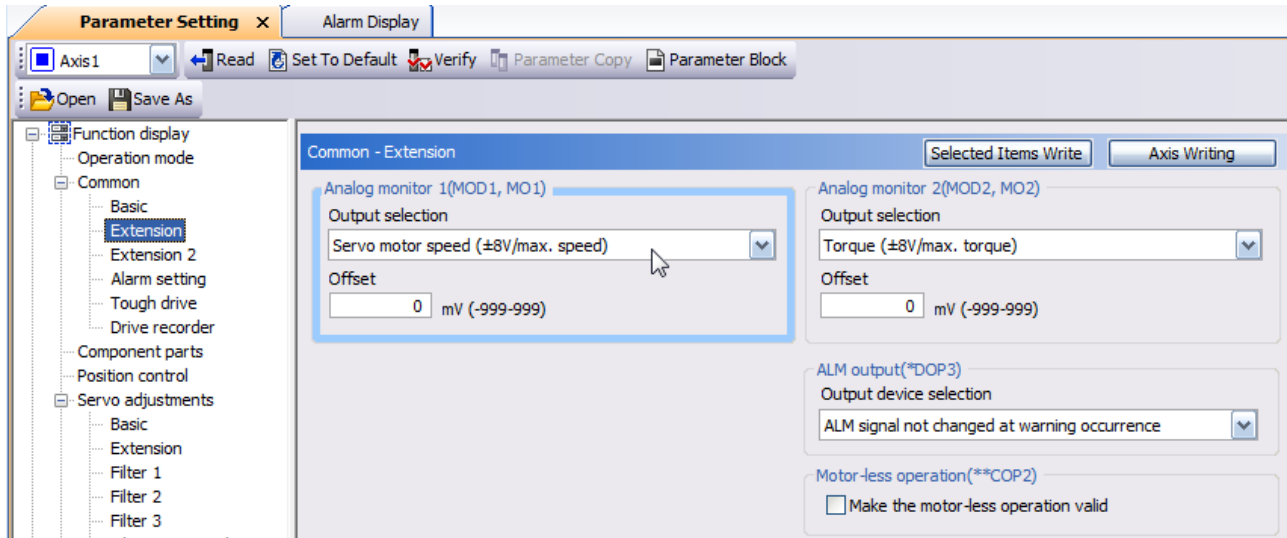 Parameter Setting x Alarm Display
Axis1 Read Set To Default Verify Parameter Copy Parameter Block
Open Save As
Function display
Operation mode
Common
Basic
Extension
Extension 2
Alarm setting
Tough drive
Drive recorder
Component parts
Position control
Servo adjustments
Basic
Extension
Filter 1
Filter 2
Filter 3
Common - Extension Selected Items Write Axis Writing
Analog monitor 1(MOD1, MO1)
Output selection
Servo motor speed (±8V/max. speed)
Offset
0 mV (-999-999)
Analog monitor 2(MOD2, MO2)
Output selection
Torque (±8V/max. torque)
Offset
0 mV (-999-999)
ALM output(*DOP3)
Output device selection
ALM signal not changed at warning occurrence
Motor-less operation(**COP2)
Make the motor-less operation valid